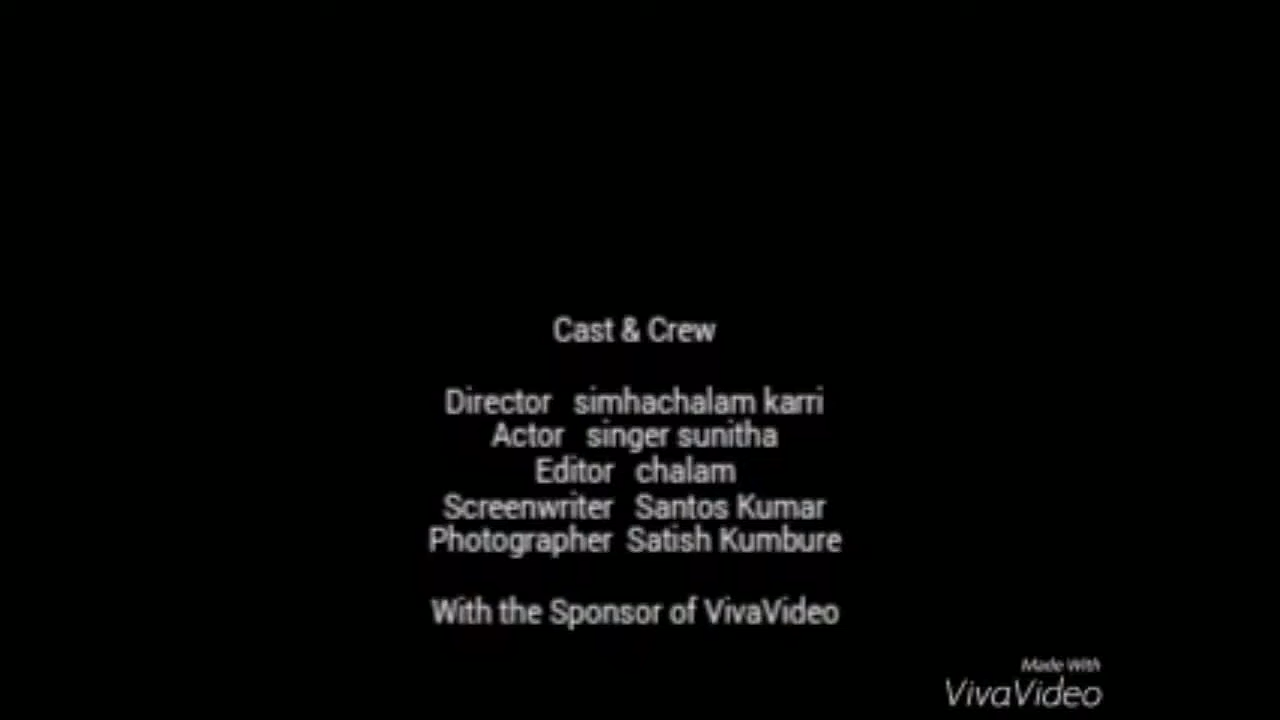 Cast & Crew
Director simhachalam karri
Actor singer sunitha
Editor chalam
Screenwriter Santos Kumar
Photographer Satish Kumbure
With the Sponsor of VivaVideo
Made With
VivaVideo